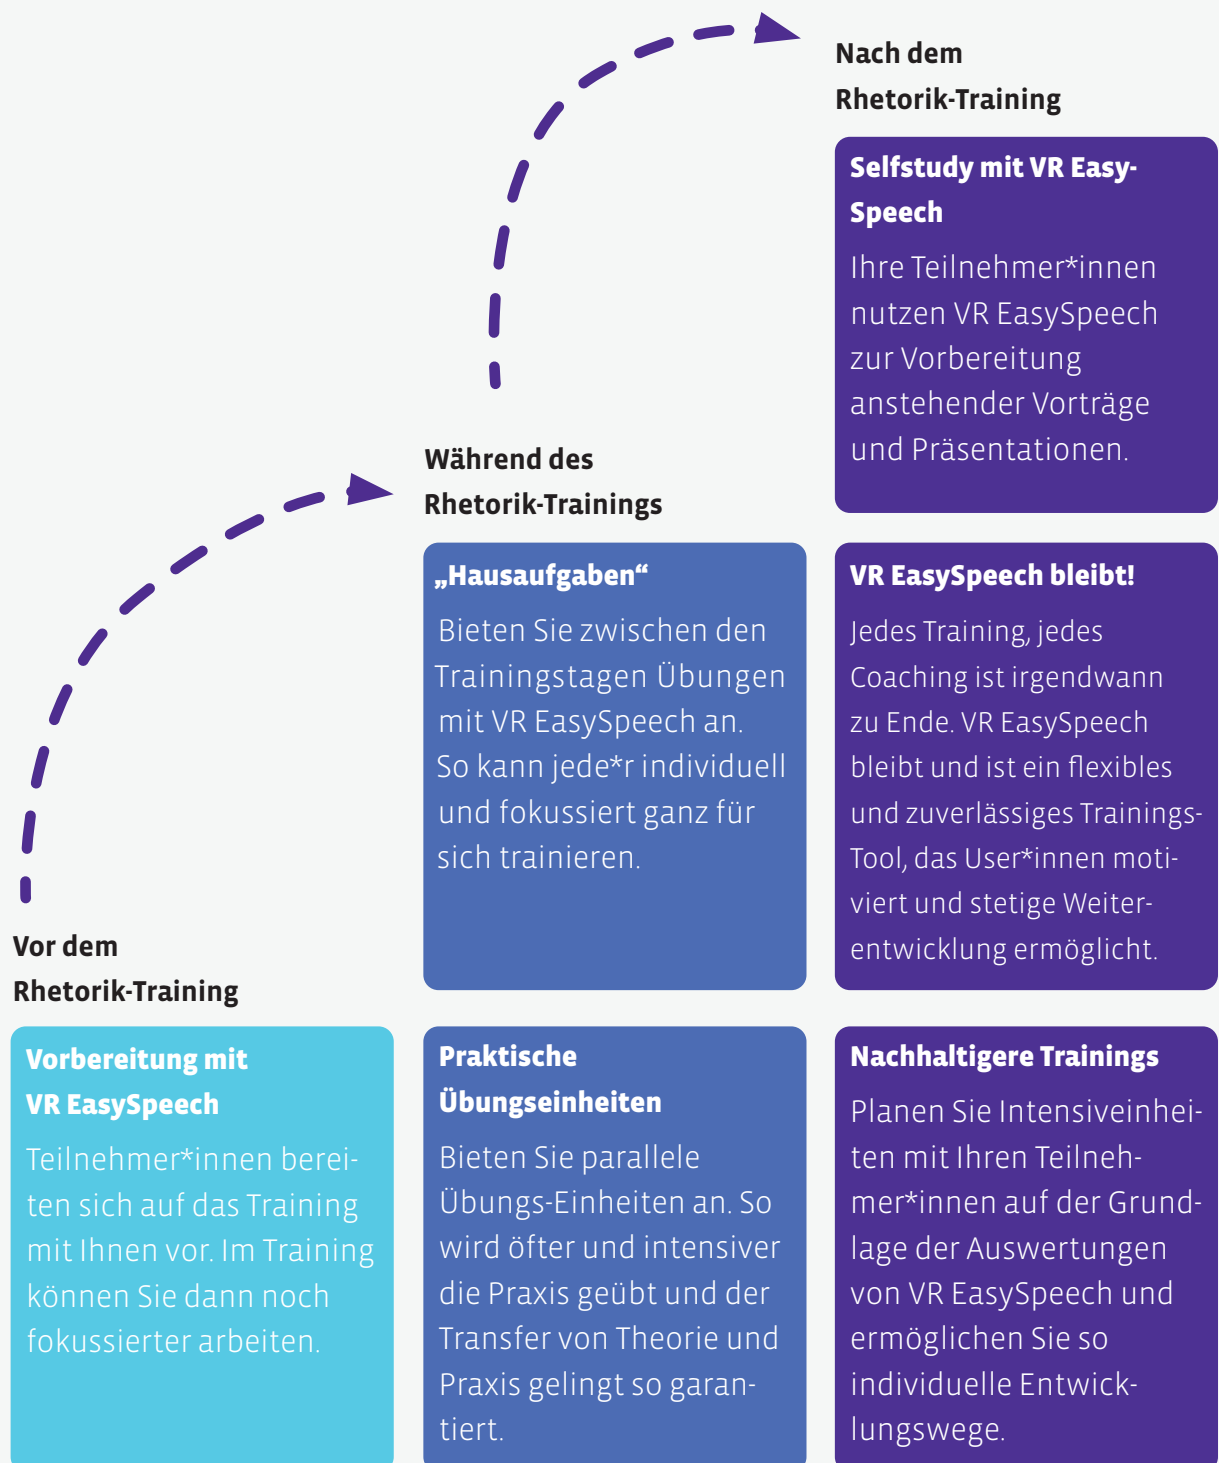 Nach dem
Rhetorik-Training
Selfstudy mit VR Easy-
Speech
Ihre Teilnehmer*innen
nutzen VR EasySpeech
zur Vorbereitung
anstehender Vorträge
und Präsentationen.
Während des
Rhetorik-Trainings
„Hausaufgaben“
Bieten Sie zwischen den
Trainingstagen Übungen
mit VR EasySpeech an.
So kann jede*r individuell
und fokussiert ganz für
sich trainieren.
VR EasySpeech bleibt!
Jedes Training, jedes
Coaching ist irgendwann
zu Ende. VR EasySpeech
bleibt und ist ein flexibles
und zuverlässiges Trainings-
Tool, das User*innen moti-
viert und stetige Weiter-
entwicklung ermöglicht.
Vor dem
Rhetorik-Training
Vorbereitung mit
VR EasySpeech
Teilnehmer*innen berei-
ten sich auf das Training
mit Ihnen vor. Im Training
können Sie dann noch
fokussierter arbeiten.
Praktische
Übungseinheiten
Bieten Sie parallele
Übungs-Einheiten an. So
wird öfter und intensiver
die Praxis geübt und der
Transfer von Theorie und
Praxis gelingt so garan-
tiert.
Nachhaltigere Trainings
Planen Sie Intensiveinhei-
ten mit Ihren Teilneh-
mer*innen auf der Grund-
lage der Auswertungen
von VR EasySpeech und
ermöglichen Sie so
individuelle Entwick-
lungswege.